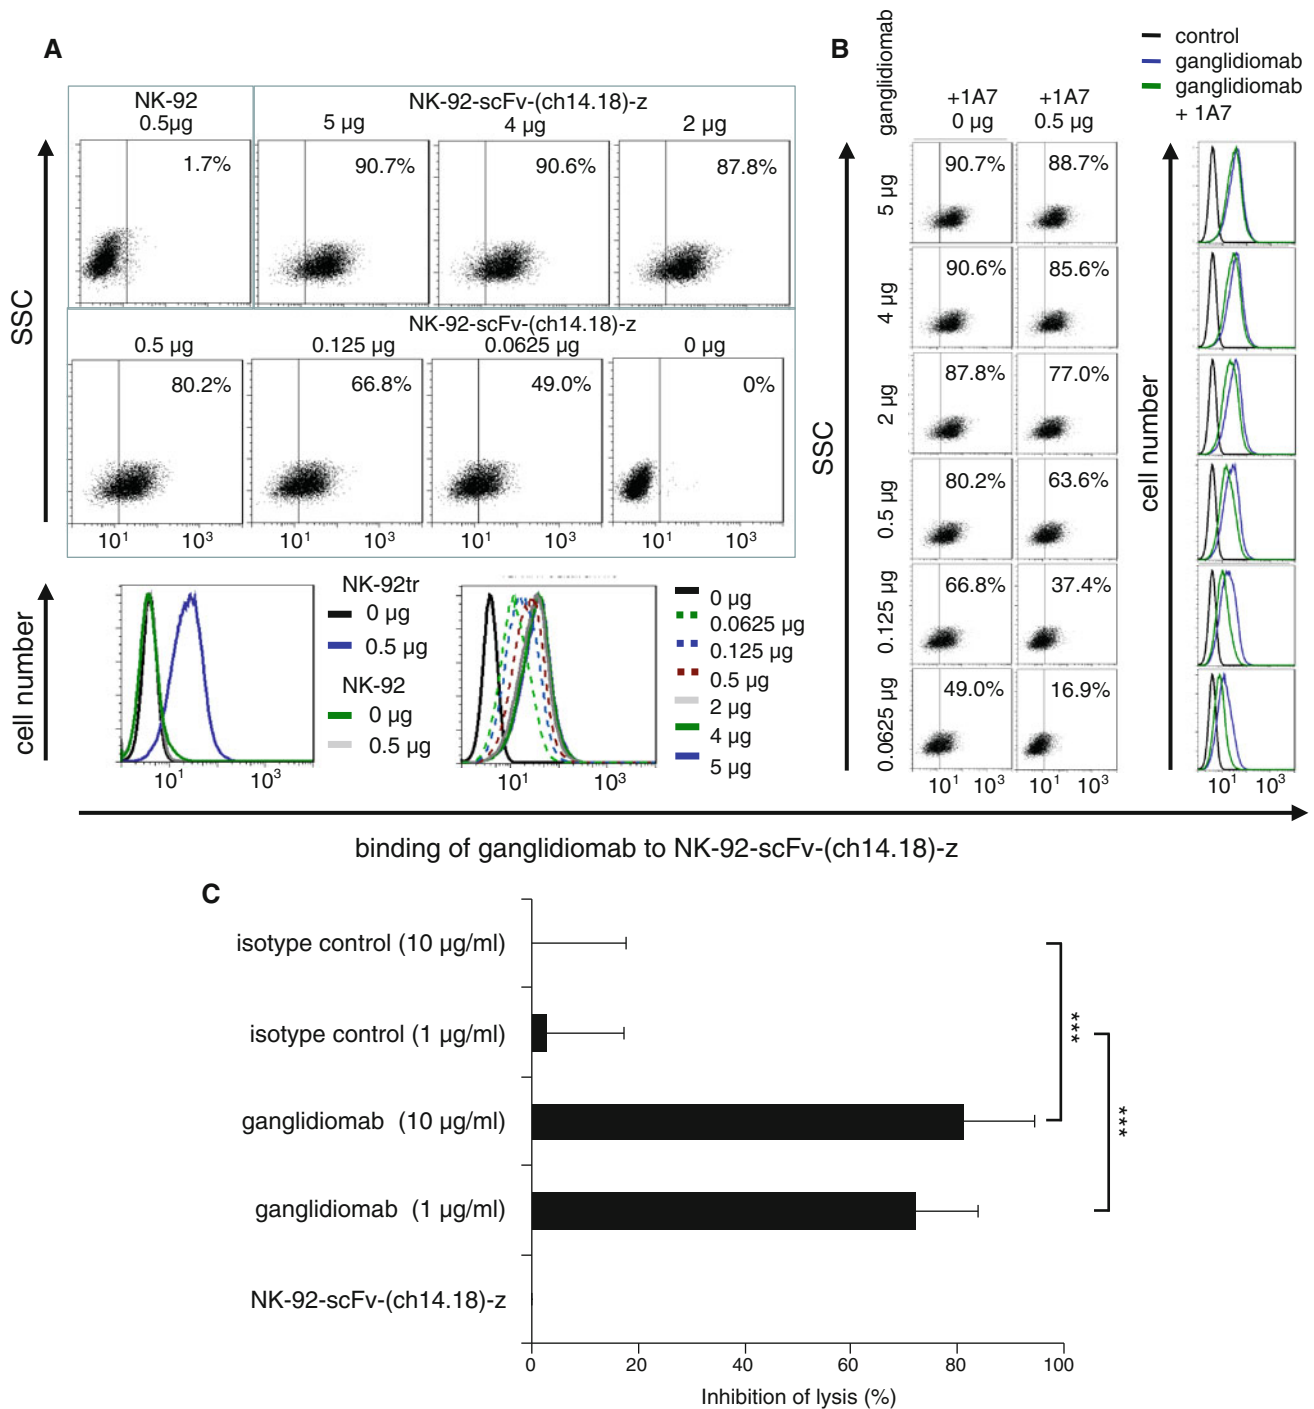 A
NK-92
0.5µg
NK-92-scFv-(ch14.18)-z
5 µg
4 µg
2 µg
1.7%
90.7%
90.6%
87.8%
NK-92-scFv-(ch14.18)-z
0.5 µg
0.125 µg
0.0625 µg
0 µg
80.2%
66.8%
49.0%
0%
SSC
10¹ 10³
10¹ 10³
10¹ 10³
10¹ 10³
cell number
10¹ 10³
NK-92tr
0 µg
0.5 µg
NK-92
0 µg
0.5 µg
10¹ 10³
0 µg
0.0625 µg
0.125 µg
0.5 µg
2 µg
4 µg
5 µg
B
ganglidiomab
+1A7
0 µg
+1A7
0.5 µg
control
ganglidiomab
ganglidiomab
+ 1A7
SSC
5 µg
90.7%
88.7%
4 µg
90.6%
85.6%
2 µg
87.8%
77.0%
0.5 µg
80.2%
63.6%
0.125 µg
66.8%
37.4%
0.0625 µg
49.0%
16.9%
10¹ 10³
10¹ 10³
cell number
10¹ 10³
binding of ganglidiomab to NK-92-scFv-(ch14.18)-z
C
isotype control (10 µg/ml)
isotype control (1 µg/ml)
ganglidiomab (10 µg/ml)
ganglidiomab (1 µg/ml)
NK-92-scFv-(ch14.18)-z
***
***
0 20 40 60 80 100
Inhibition of lysis (%)